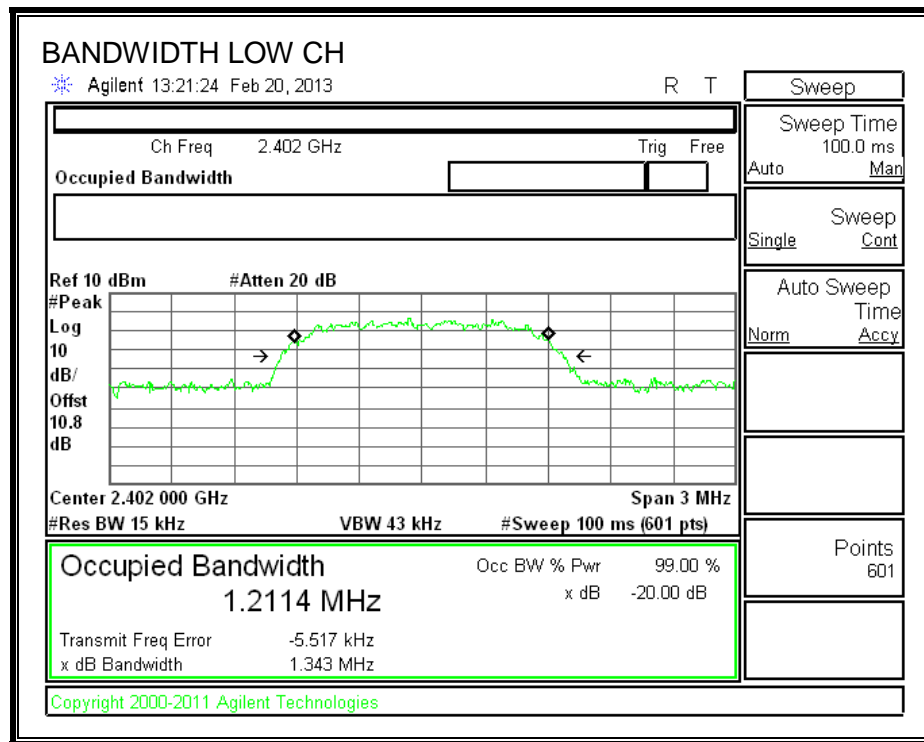 BANDWIDTH LOW CH
Agilent 13:21:24 Feb 20, 2013 R T
Sweep
Ch Freq 2.402 GHz Trig Free
Occupied Bandwidth
Sweep Time
100.0 ms
Auto Man
Sweep
Single Cont
Auto Sweep
Time
Norm Accy
Ref 10 dBm #Atten 20 dB
#Peak
Log
10
dB/
Offst
10.8
dB
Center 2.402 000 GHz Span 3 MHz
#Res BW 15 kHz VBW 43 kHz #Sweep 100 ms (601 pts)
Points
601
Occupied Bandwidth Occ BW % Pwr 99.00 %
1.2114 MHz x dB -20.00 dB
Transmit Freq Error -5.517 kHz
x dB Bandwidth 1.343 MHz
Copyright 2000-2011 Agilent Technologies